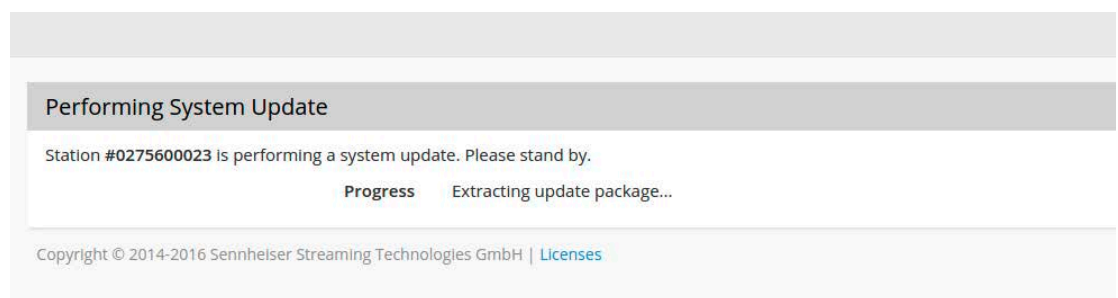 Performing System Update
Station #0275600023 is performing a system update. Please stand by.
Progress Extracting update package...
Copyright © 2014-2016 Sennheiser Streaming Technologies GmbH | Licenses